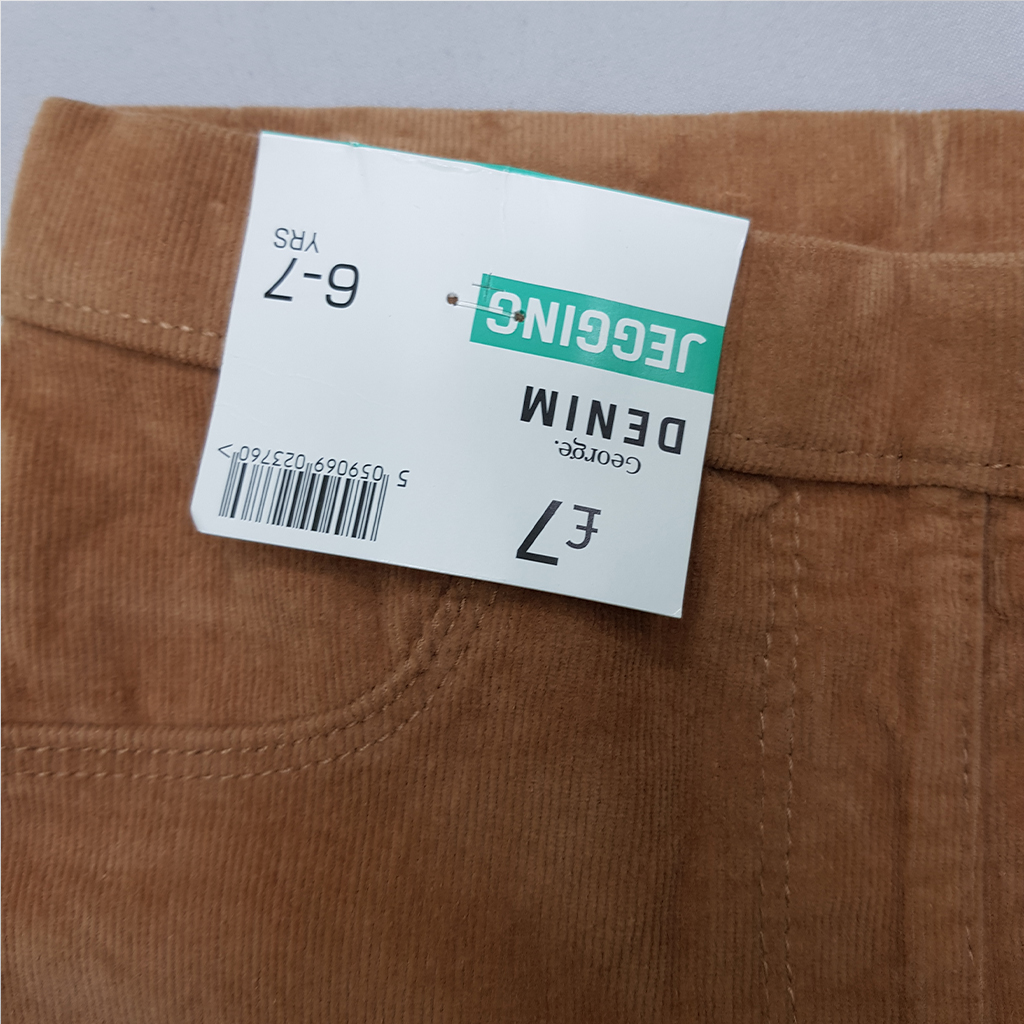 £7
5 059069 023760 >
George.
DENIM
JEGGING
6-7
YRS